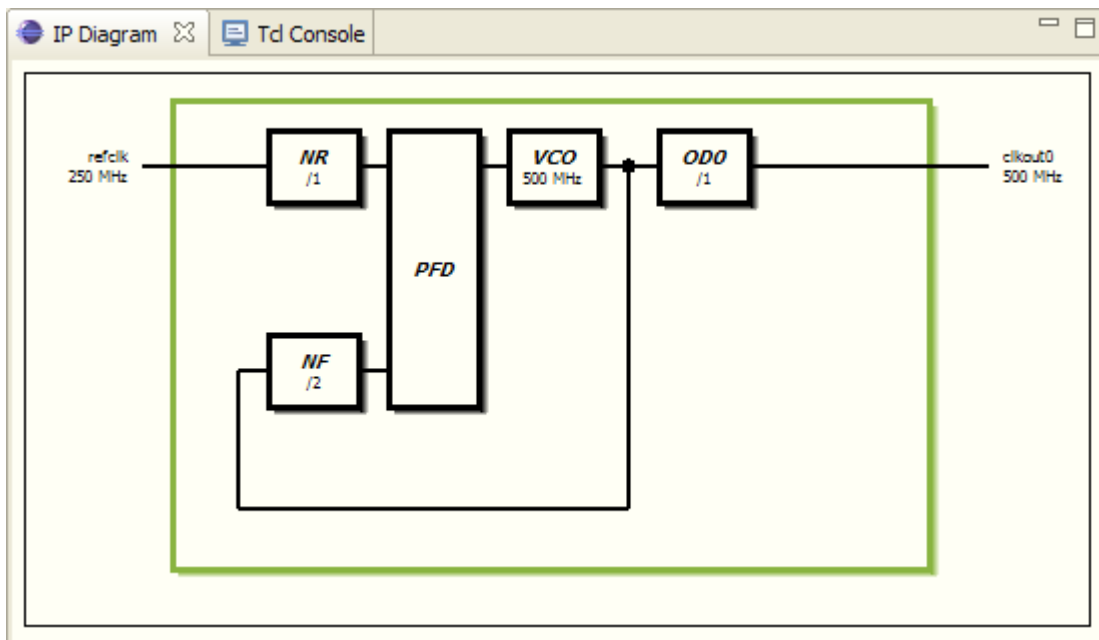 IP Diagram
Tcl Console
refclk
250 MHz
NR
/1
PFD
VCO
500 MHz
OD0
/1
clkout0
500 MHz
NF
/2